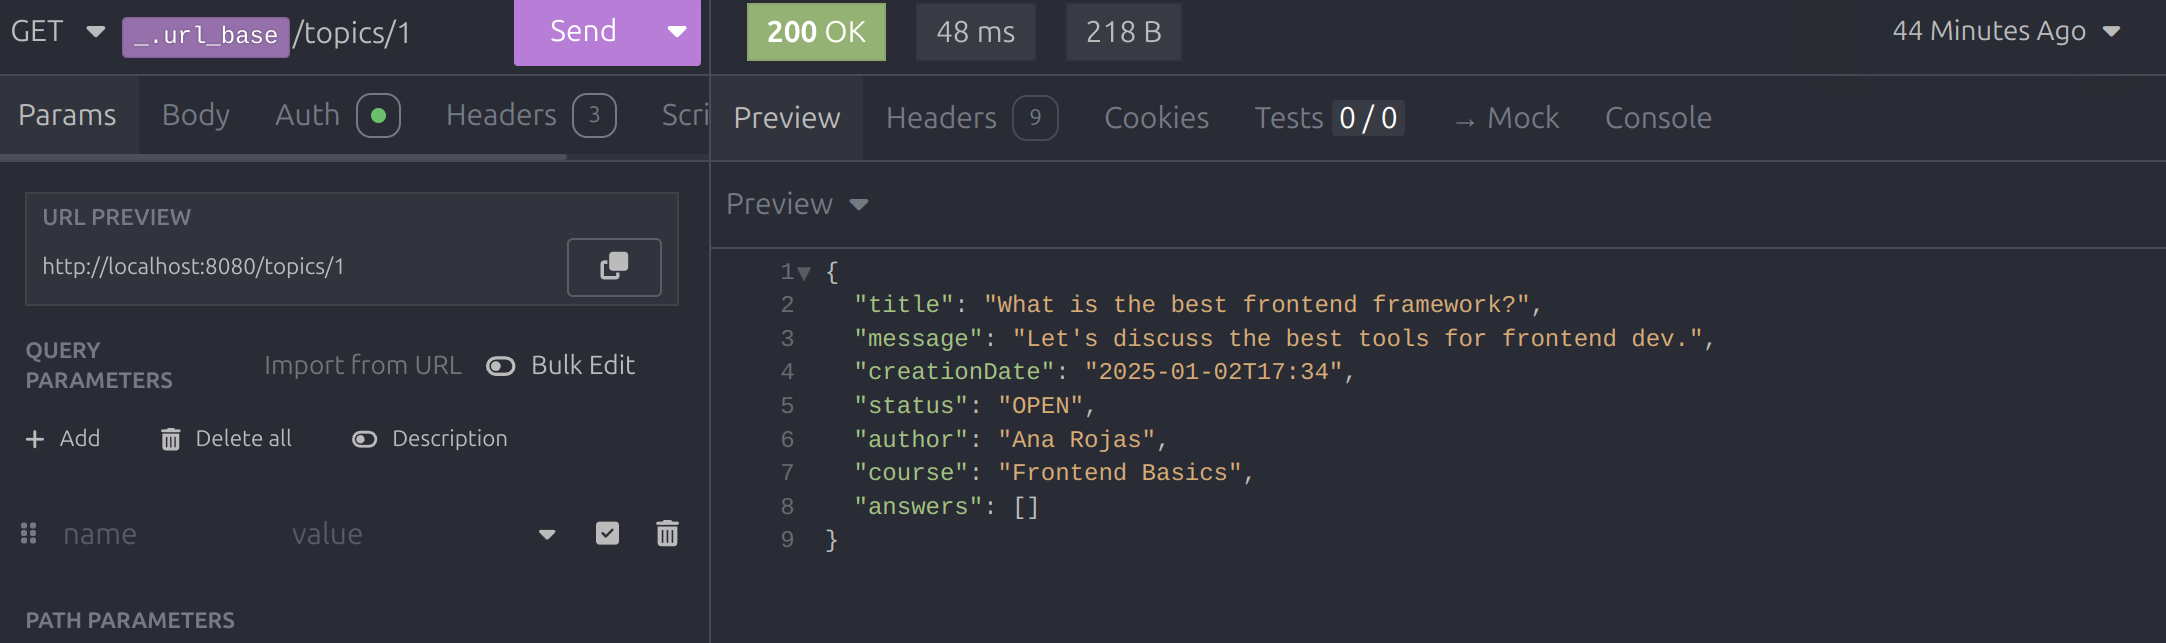 GET _.url_base /topics/1 Send
200 OK 48 ms 218 B 44 Minutes Ago
Params Body Auth Headers 3 Scri
Preview Headers 9 Cookies Tests 0 / 0 → Mock Console
URL PREVIEW
http://localhost:8080/topics/1
QUERY PARAMETERS
Import from URL Bulk Edit
Add Delete all Description
name value
PATH PARAMETERS
Preview
1 {
2 "title": "What is the best frontend framework?",
3 "message": "Let's discuss the best tools for frontend dev.",
4 "creationDate": "2025-01-02T17:34",
5 "status": "OPEN",
6 "author": "Ana Rojas",
7 "course": "Frontend Basics",
8 "answers": []
9 }